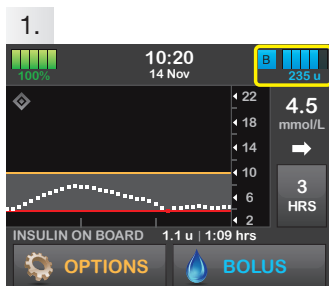 1.
100%
10:20
14 Nov
B
235 u
22
18
14
10
6
2
4.5
mmol/L
3
HRS
INSULIN ON BOARD 1.1 u | 1:09 hrs
OPTIONS
BOLUS